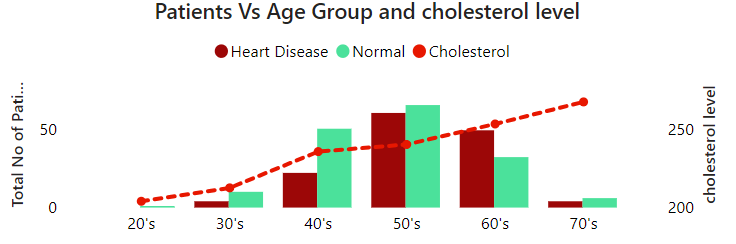 Patients Vs Age Group and cholesterol level
Heart Disease Normal Cholesterol
Total No of Pati...
50
0
20's 30's 40's 50's 60's 70's
250
200
cholesterol level